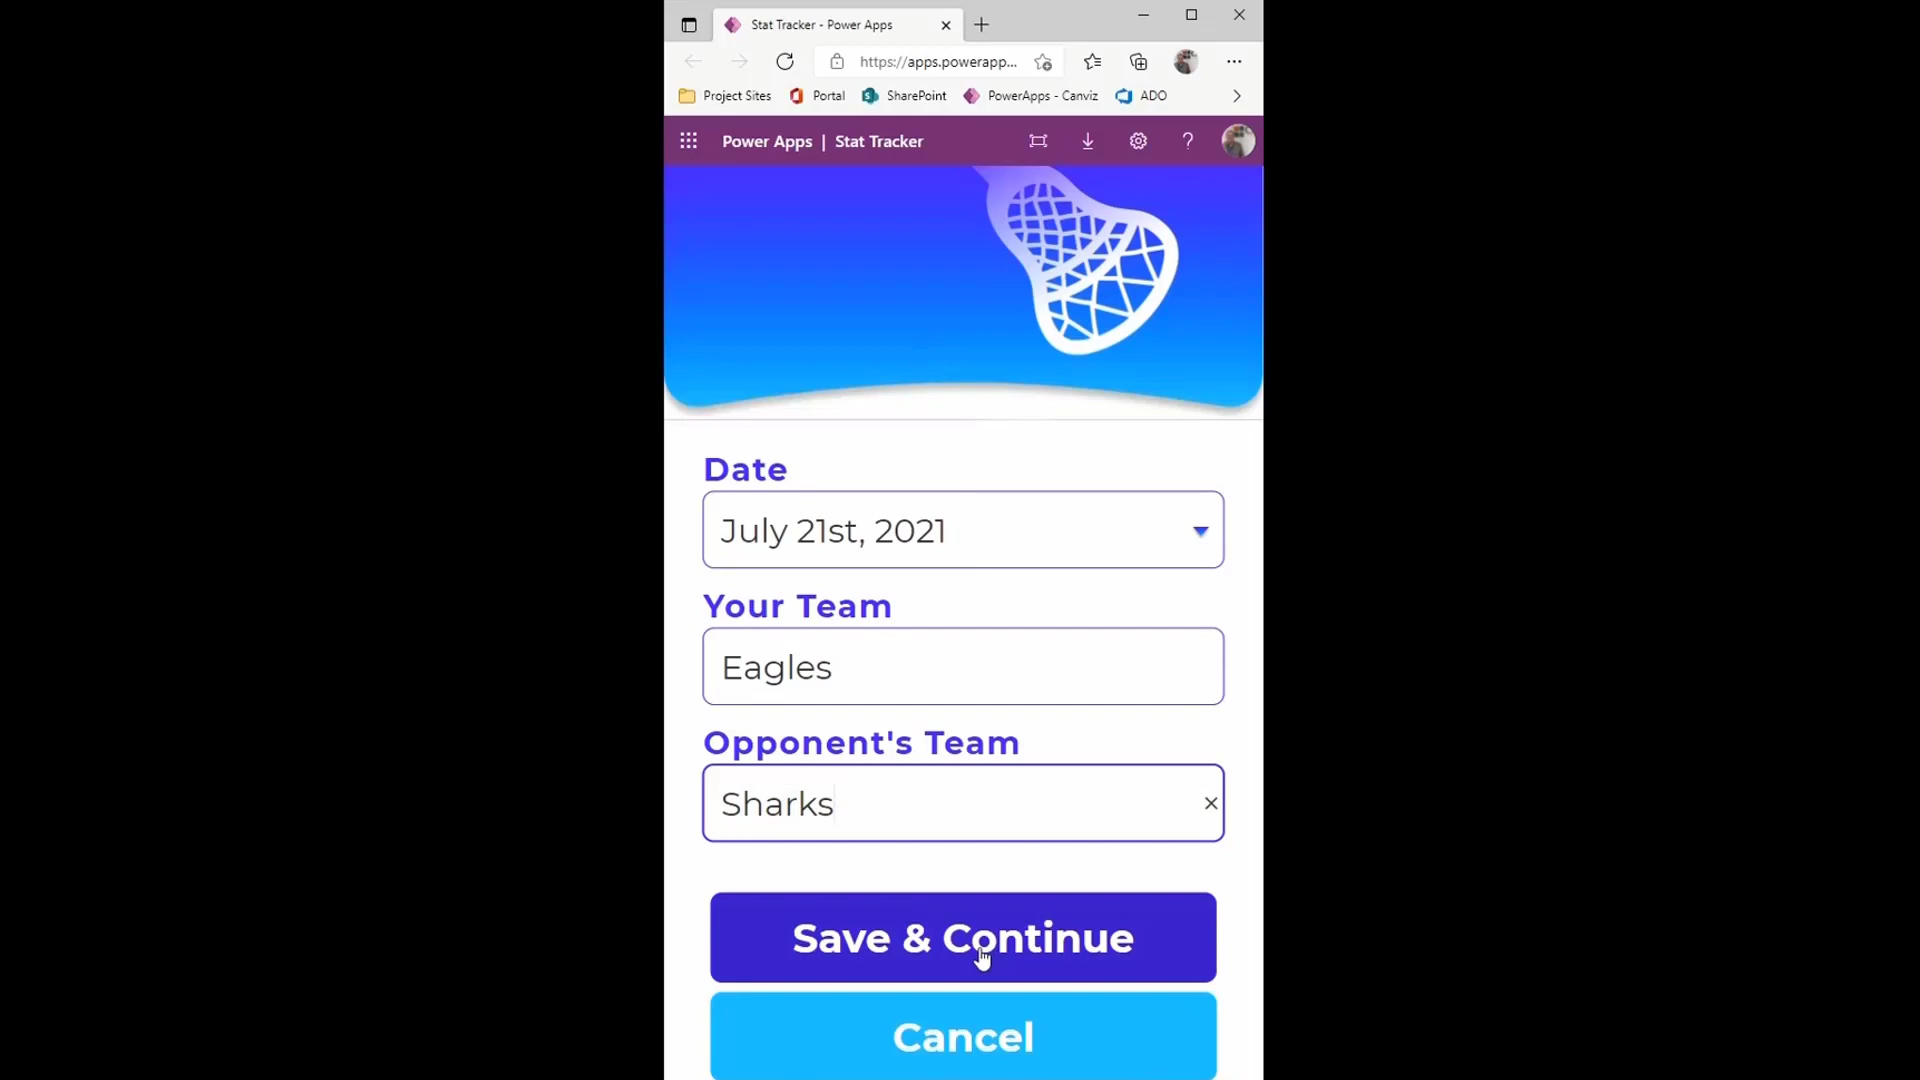 Stat Tracker - Power Apps
https://apps.powerapp...
Project Sites Portal SharePoint PowerApps - Canviz ADO
Power Apps | Stat Tracker ?
Date
July 21st, 2021
Your Team
Eagles
Opponent's Team
Sharks
Save & Continue
Cancel